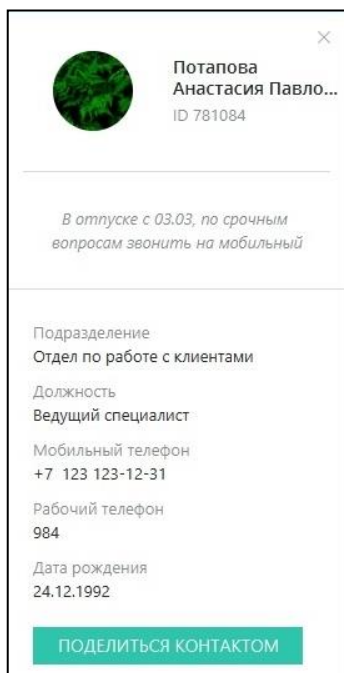 Потапова
Анастасия Павло...
ID 781084
В отпуске с 03.03, по срочным
вопросам звонить на мобильный
Подразделение
Отдел по работе с клиентами
Должность
Ведущий специалист
Мобильный телефон
+7 123 123-12-31
Рабочий телефон
984
Дата рождения
24.12.1992
ПОДЕЛИТЬСЯ КОНТАКТОМ